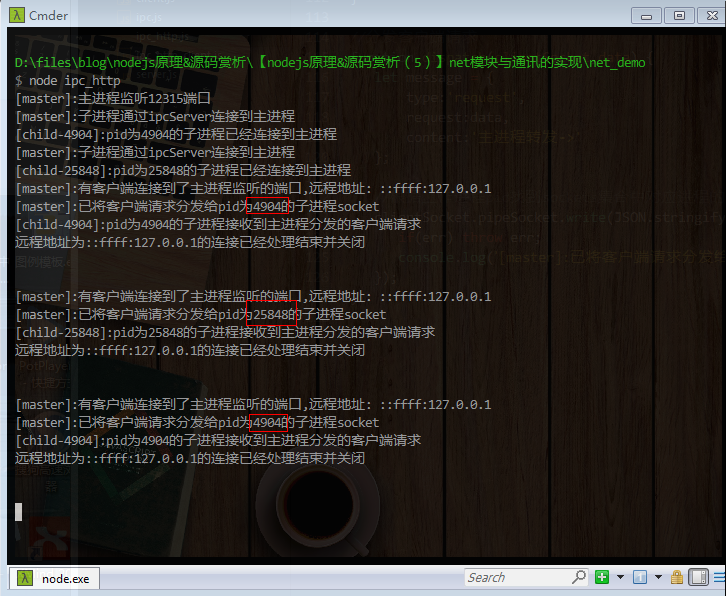 Cmder
D:\files\blog\nodejs原理&源码赏析\【nodejs原理&源码赏析（5）】net模块与通讯的实现\net_demo
$ node ipc_http
[master]:主进程监听12315端口
[master]:子进程通过ipcServer连接到主进程
[child-4904]:pid为4904的子进程已经连接到主进程
[master]:子进程通过ipcServer连接到主进程
[child-25848]:pid为25848的子进程已经连接到主进程
[master]:有客户端连接到了主进程监听的端口,远程地址: ::ffff:127.0.0.1
[master]:已将客户端请求分发给pid为4904的子进程socket
[child-4904]:pid为4904的子进程接收到主进程分发的客户端请求
远程地址为::ffff:127.0.0.1的连接已经处理结束并关闭
[master]:有客户端连接到了主进程监听的端口,远程地址: ::ffff:127.0.0.1
[master]:已将客户端请求分发给pid为25848的子进程socket
[child-25848]:pid为25848的子进程接收到主进程分发的客户端请求
远程地址为::ffff:127.0.0.1的连接已经处理结束并关闭
[master]:有客户端连接到了主进程监听的端口,远程地址: ::ffff:127.0.0.1
[master]:已将客户端请求分发给pid为4904的子进程socket
[child-4904]:pid为4904的子进程接收到主进程分发的客户端请求
远程地址为::ffff:127.0.0.1的连接已经处理结束并关闭
node.exe
Search